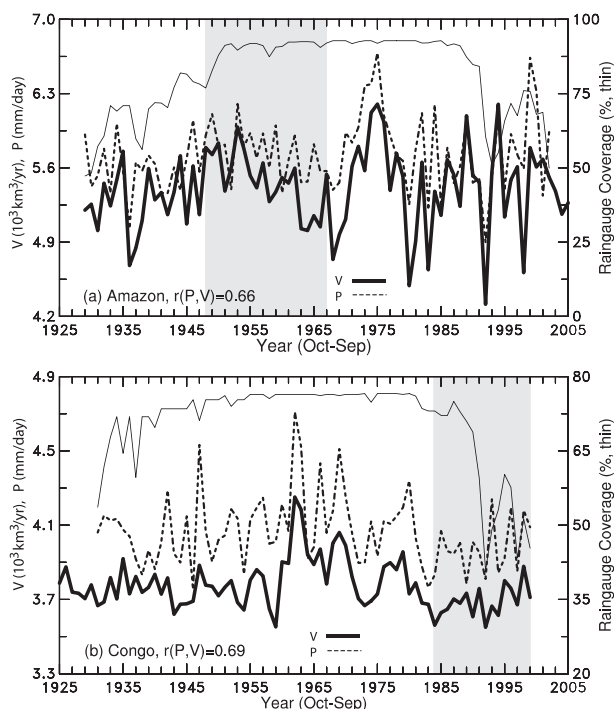 7.0
6.3
5.6
4.9
4.2
V (10³km³/yr), P (mm/day)
100
75
50
25
0
Raingauge Coverage (%, thin)
V
P
(a) Amazon, r(P,V)=0.66
1925 1935 1945 1955 1965 1975 1985 1995 2005
Year (Oct-Sep)
4.9
4.5
4.1
3.7
3.3
V (10³km³/yr), P (mm/day)
80
65
50
35
20
Raingauge Coverage (%, thin)
V
P
(b) Congo, r(P,V)=0.69
1925 1935 1945 1955 1965 1975 1985 1995 2005
Year (Oct-Sep)